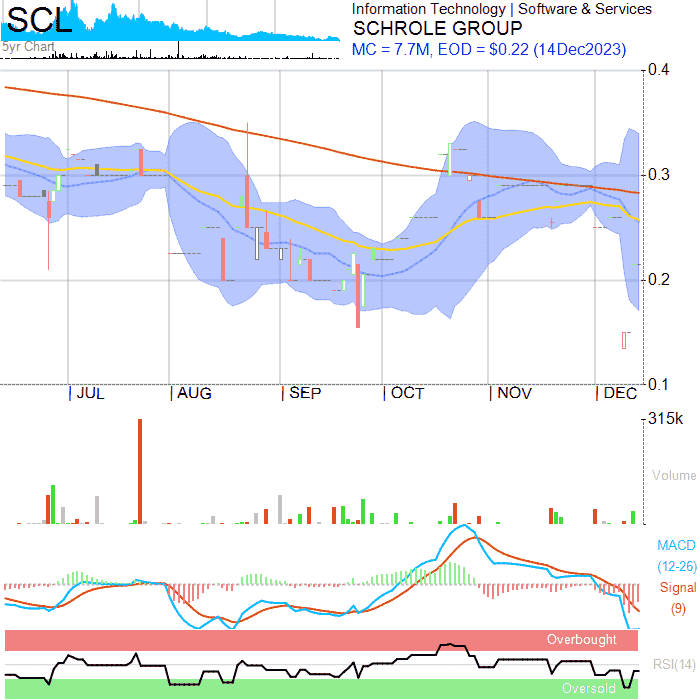 SCL
5yr Chart
Information Technology | Software & Services
SCHROLE GROUP
MC = 7.7M, EOD = $0.22 (14Dec2023)
0.4
0.3
0.2
0.1
| JUL | AUG | SEP | OCT | NOV | DEC
315k
Volume
MACD
(12-26)
Signal
(9)
Overbought
RSI(14)
Oversold